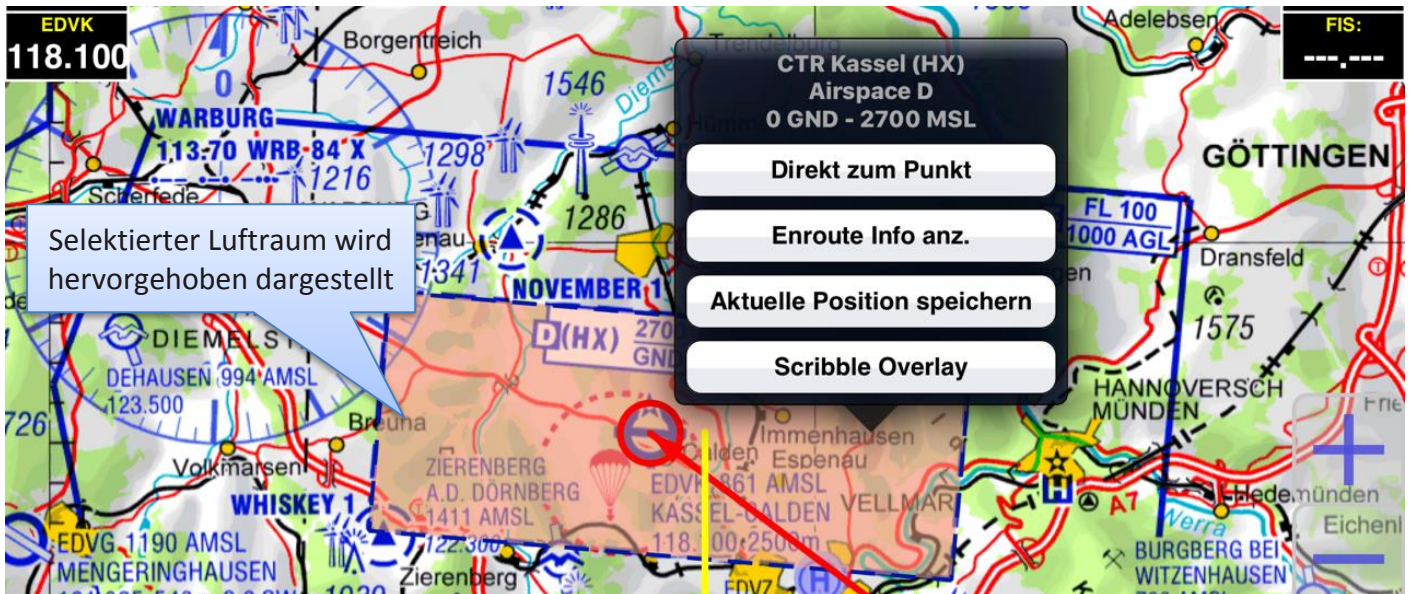 EDVK
118.100
FIS:
---.---
Borgentreich
Trendelburg
Adelebsen
CTR Kassel (HX)
Airspace D
0 GND - 2700 MSL
Direkt zum Punkt
Enroute Info anz.
Aktuelle Position speichern
Scribble Overlay
0
1546
WARBURG
113.70 WRB 84 X
1298
1216
Scherfede
1286
1341
GÖTTINGEN
FL 100
1000 AGL
Dransfeld
Selektierter Luftraum wird
hervorgehoben dargestellt
NOVEMBER 1
D(HX)
GND
1575
DEHAUSEN 994 AMSL
123.500
726
HANNOVERSCH
MÜNDEN
Breuna
Volkmarsen
WHISKEY 1
ZIERENBERG
A.D. DÖRNBERG
1411 AMSL
122.300
Immenhausen
Calden
Espenau
EDVK 861 AMSL
KASSEL-CALDEN
118.100 2500m
VELLMAR
H
A7
Werra
Hedemünden
EDVG 1190 AMSL
MENGERINGHAUSEN
Zierenberg
EDVZ
H
BURGBERG BEI
WITZENHAUSEN